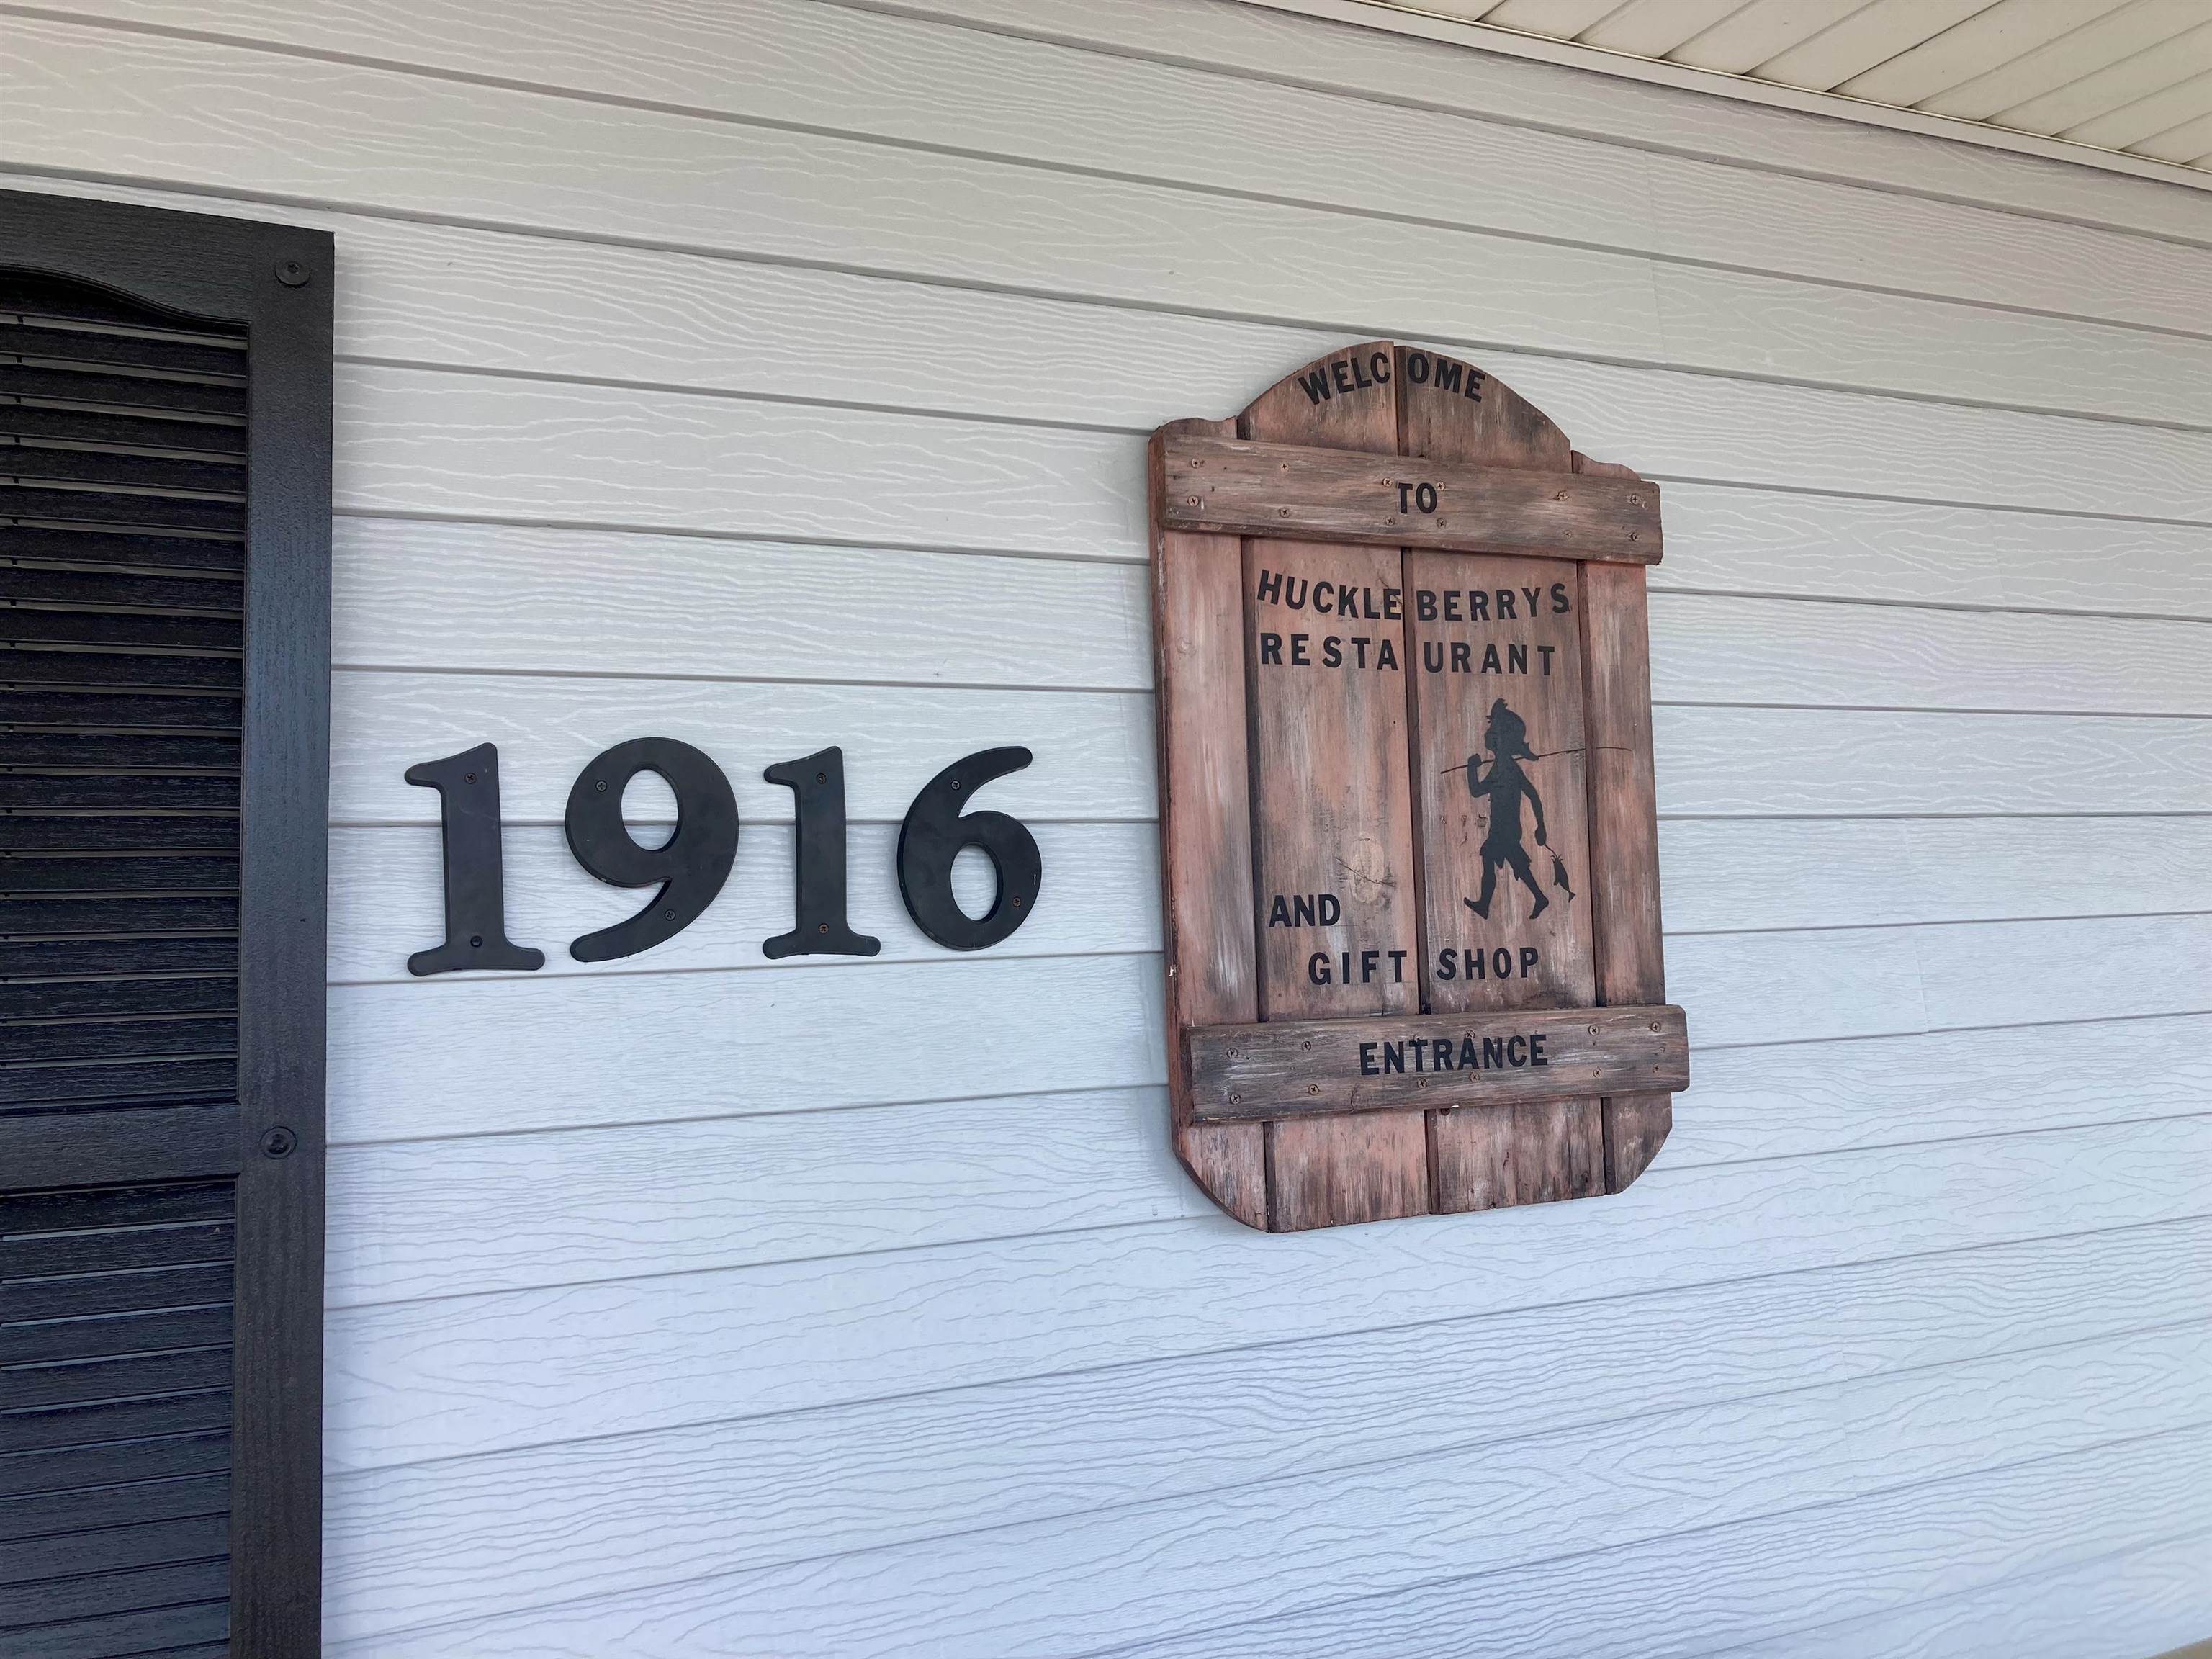 1916
WELCOME
TO
HUCKLEBERRYS
RESTAURANT
AND
GIFT SHOP
ENTRANCE